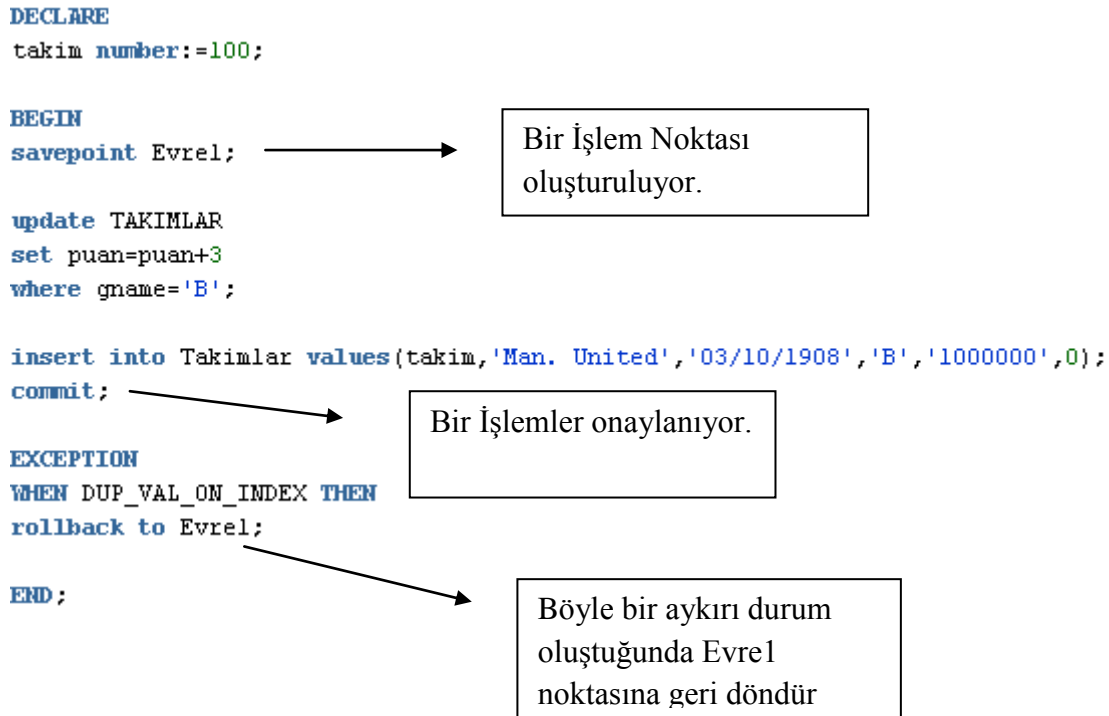 DECLARE
takim number:=100;
BEGIN
savepoint Evre1;
Bir İşlem Noktası
oluşturuluyor.
update TAKIMLAR
set puan=puan+3
where gname='B';
insert into Takimlar values(takim,'Man. United','03/10/1908','B','1000000',0);
commit;
Bir İşlemler onaylanıyor.
EXCEPTION
WHEN DUP_VAL_ON_INDEX THEN
rollback to Evre1;
END;
Böyle bir aykırı durum
oluştuğunda Evre1
noktasına geri döndür